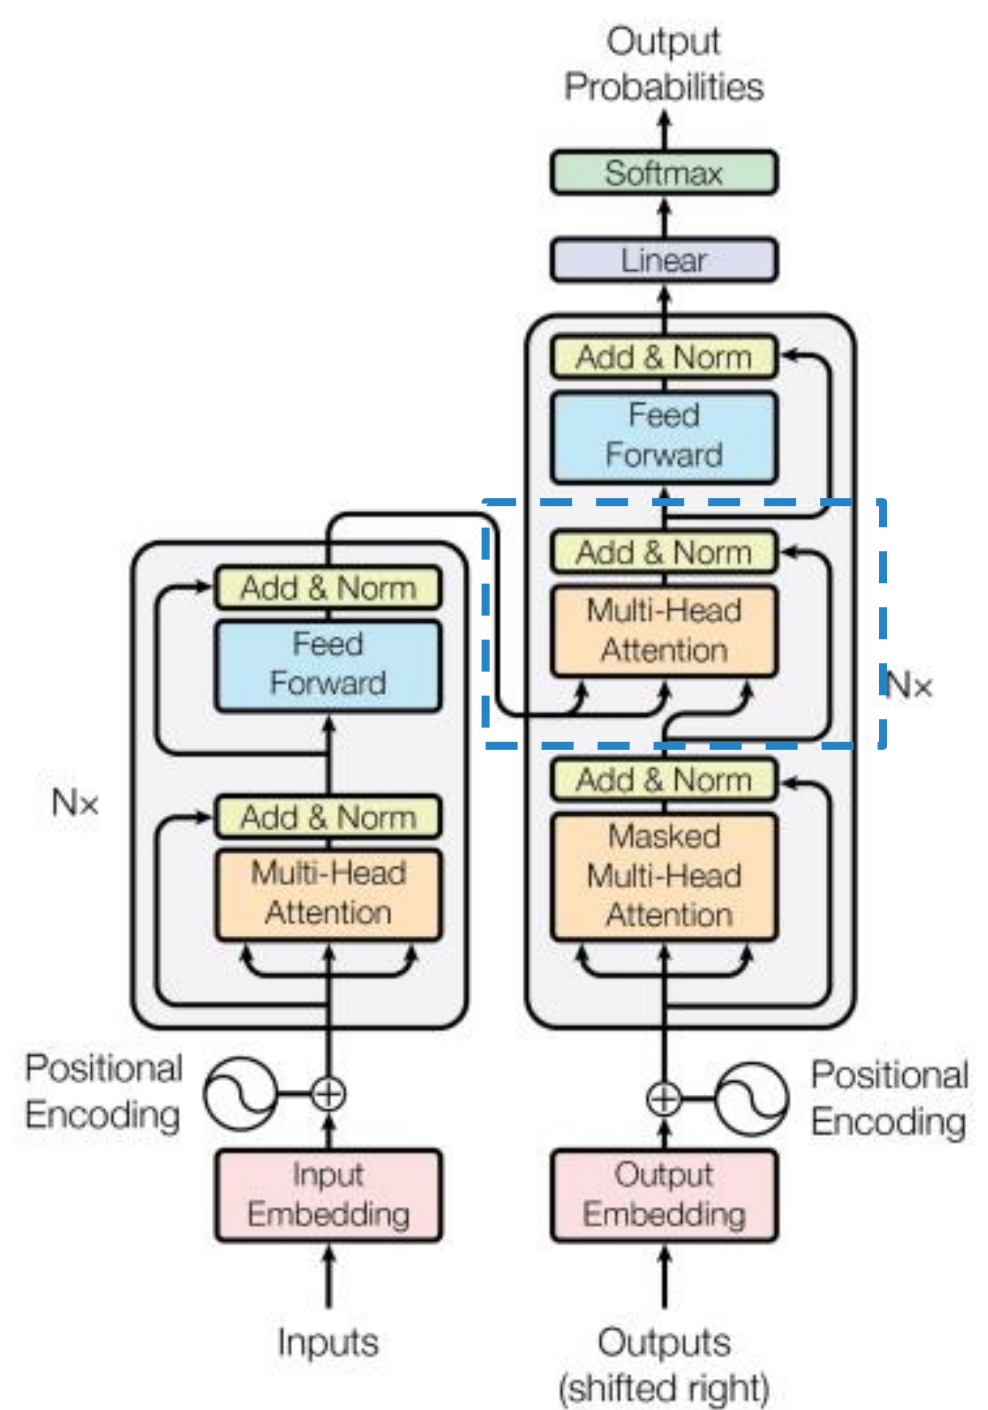 Output
Probabilities
Softmax
Linear
Add & Norm
Feed
Forward
Add & Norm
Multi-Head
Attention
Nx
Add & Norm
Masked
Multi-Head
Attention
Add & Norm
Feed
Forward
Nx
Add & Norm
Multi-Head
Attention
Positional
Encoding
Positional
Encoding
Input
Embedding
Output
Embedding
Inputs
Outputs
(shifted right)